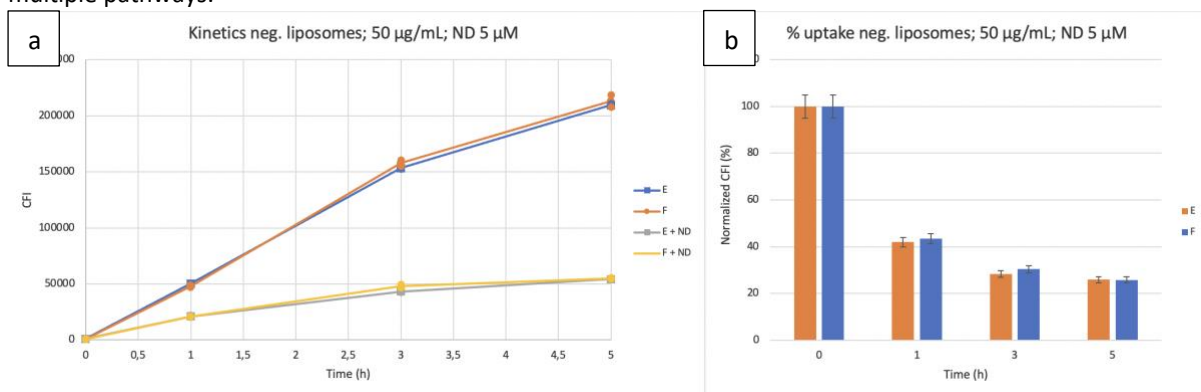 multiple pathways.
a
Kinetics neg. liposomes; 50 µg/mL; ND 5 µM
200000
150000
100000
50000
0
CFI
0 0,5 1 1,5 2 2,5 3 3,5 4 4,5 5
Time (h)
E
F
E + ND
F + ND
b
% uptake neg. liposomes; 50 µg/mL; ND 5 µM
100
80
60
40
20
0
Normalized CFI (%)
0 1 3 5
Time (h)
E
F